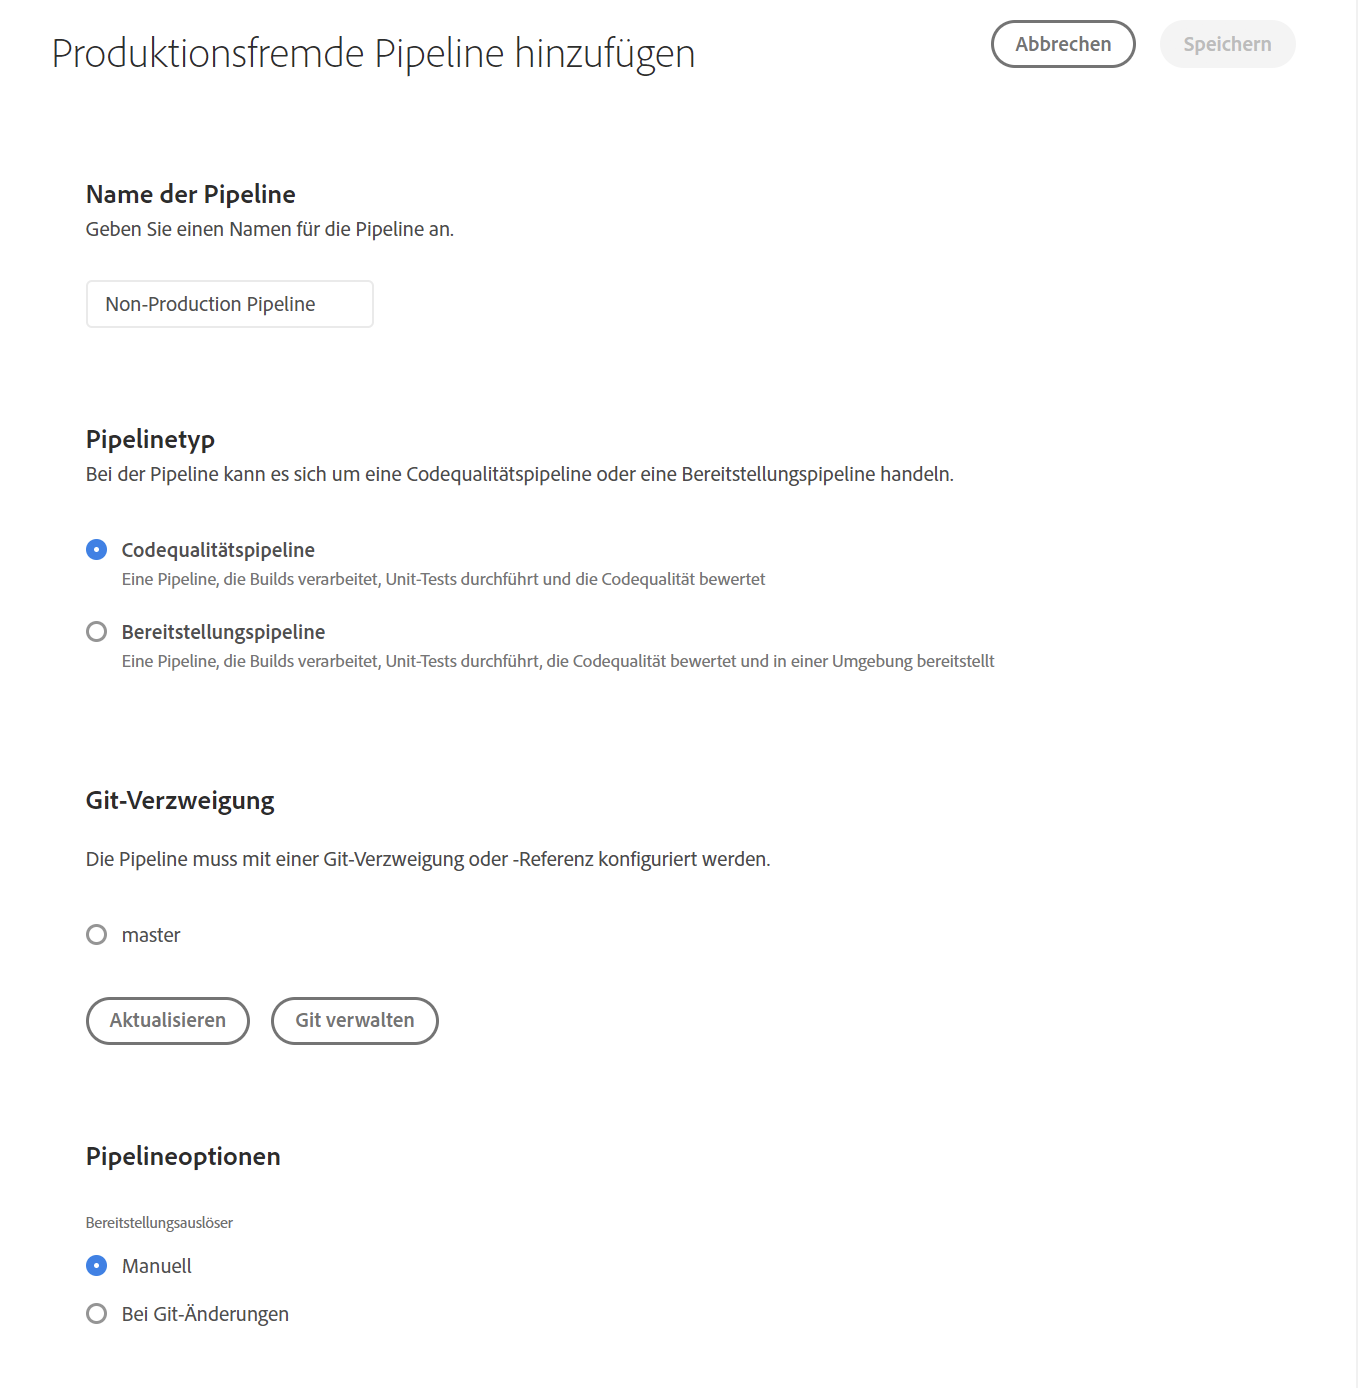 Produktionsfremde Pipeline hinzufügen
Abbrechen
Speichern
Name der Pipeline
Geben Sie einen Namen für die Pipeline an.
Non-Production Pipeline
Pipelinetyp
Bei der Pipeline kann es sich um eine Codequalitätspipeline oder eine Bereitstellungspipeline handeln.
Codequalitätspipeline
Eine Pipeline, die Builds verarbeitet, Unit-Tests durchführt und die Codequalität bewertet
Bereitstellungspipeline
Eine Pipeline, die Builds verarbeitet, Unit-Tests durchführt, die Codequalität bewertet und in einer Umgebung bereitstellt
Git-Verzweigung
Die Pipeline muss mit einer Git-Verzweigung oder -Referenz konfiguriert werden.
master
Aktualisieren
Git verwalten
Pipelineoptionen
Bereitstellungsauslöser
Manuell
Bei Git-Änderungen